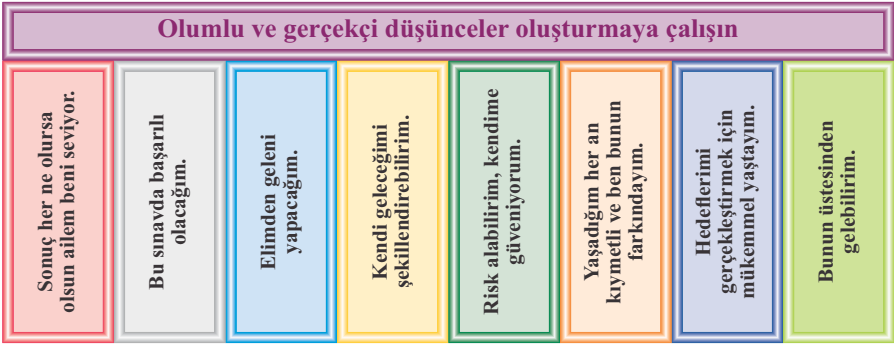 Olumlu ve gerçekçi düşünceler oluşturmaya çalışın
Sonuç her ne olursa
olsun ailem beni seviyor.
Bu sınavda başarılı
olacağım.
Elimden geleni
yapacağım.
Kendi geleceğimi
şekillendirebilirim.
Risk alabilirim, kendime
güveniyorum.
Yaşadığım her an
kıymetli ve ben bunun
farkındayım.
Hedeflerimi
gerçekleştirmek için
mükemmel yaştayım.
Bunun üstesinden
gelebilirim.